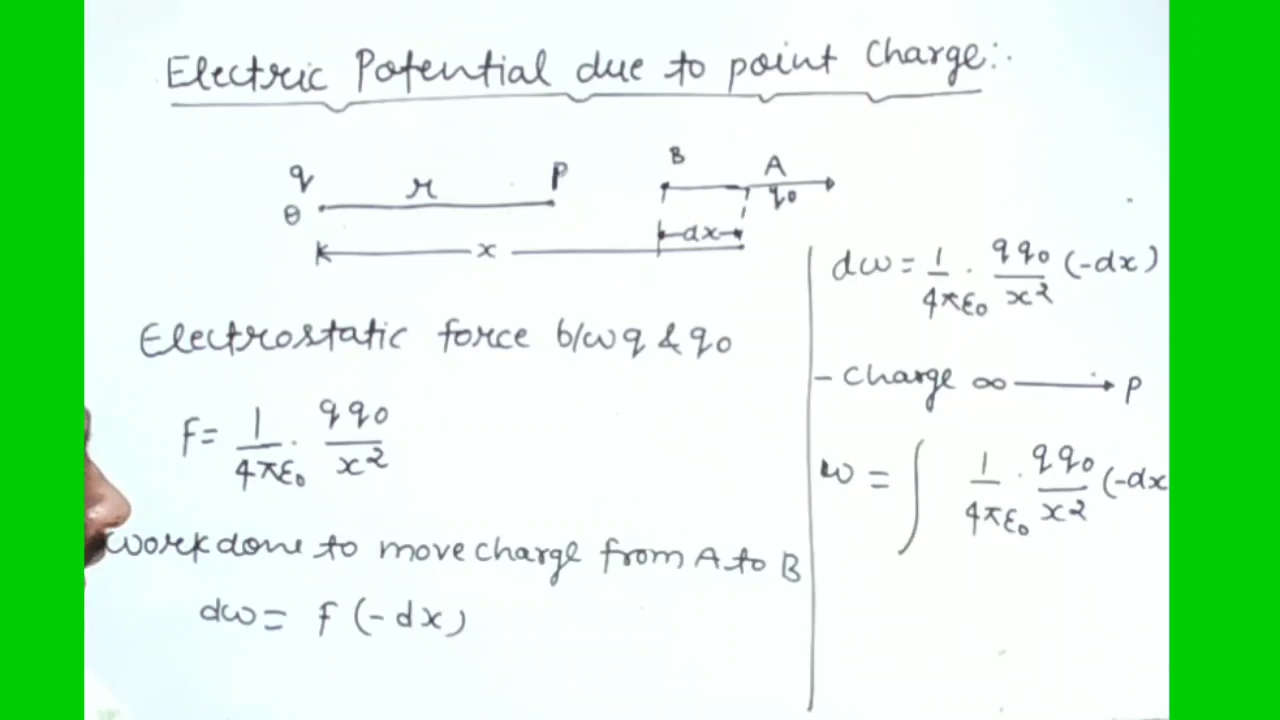 Electric Potential due to point Charge:-
q r P B A
θ q₀
dx
x
Electrostatic force b/w q & q₀
F = 1/4πε₀ · qq₀/x²
Work done to move charge from A to B
dw = f (-dx)
dw = 1/4πε₀ · qq₀/x² (-dx)
- Charge ∞ → P
w = ∫ 1/4πε₀ · qq₀/x² (-dx